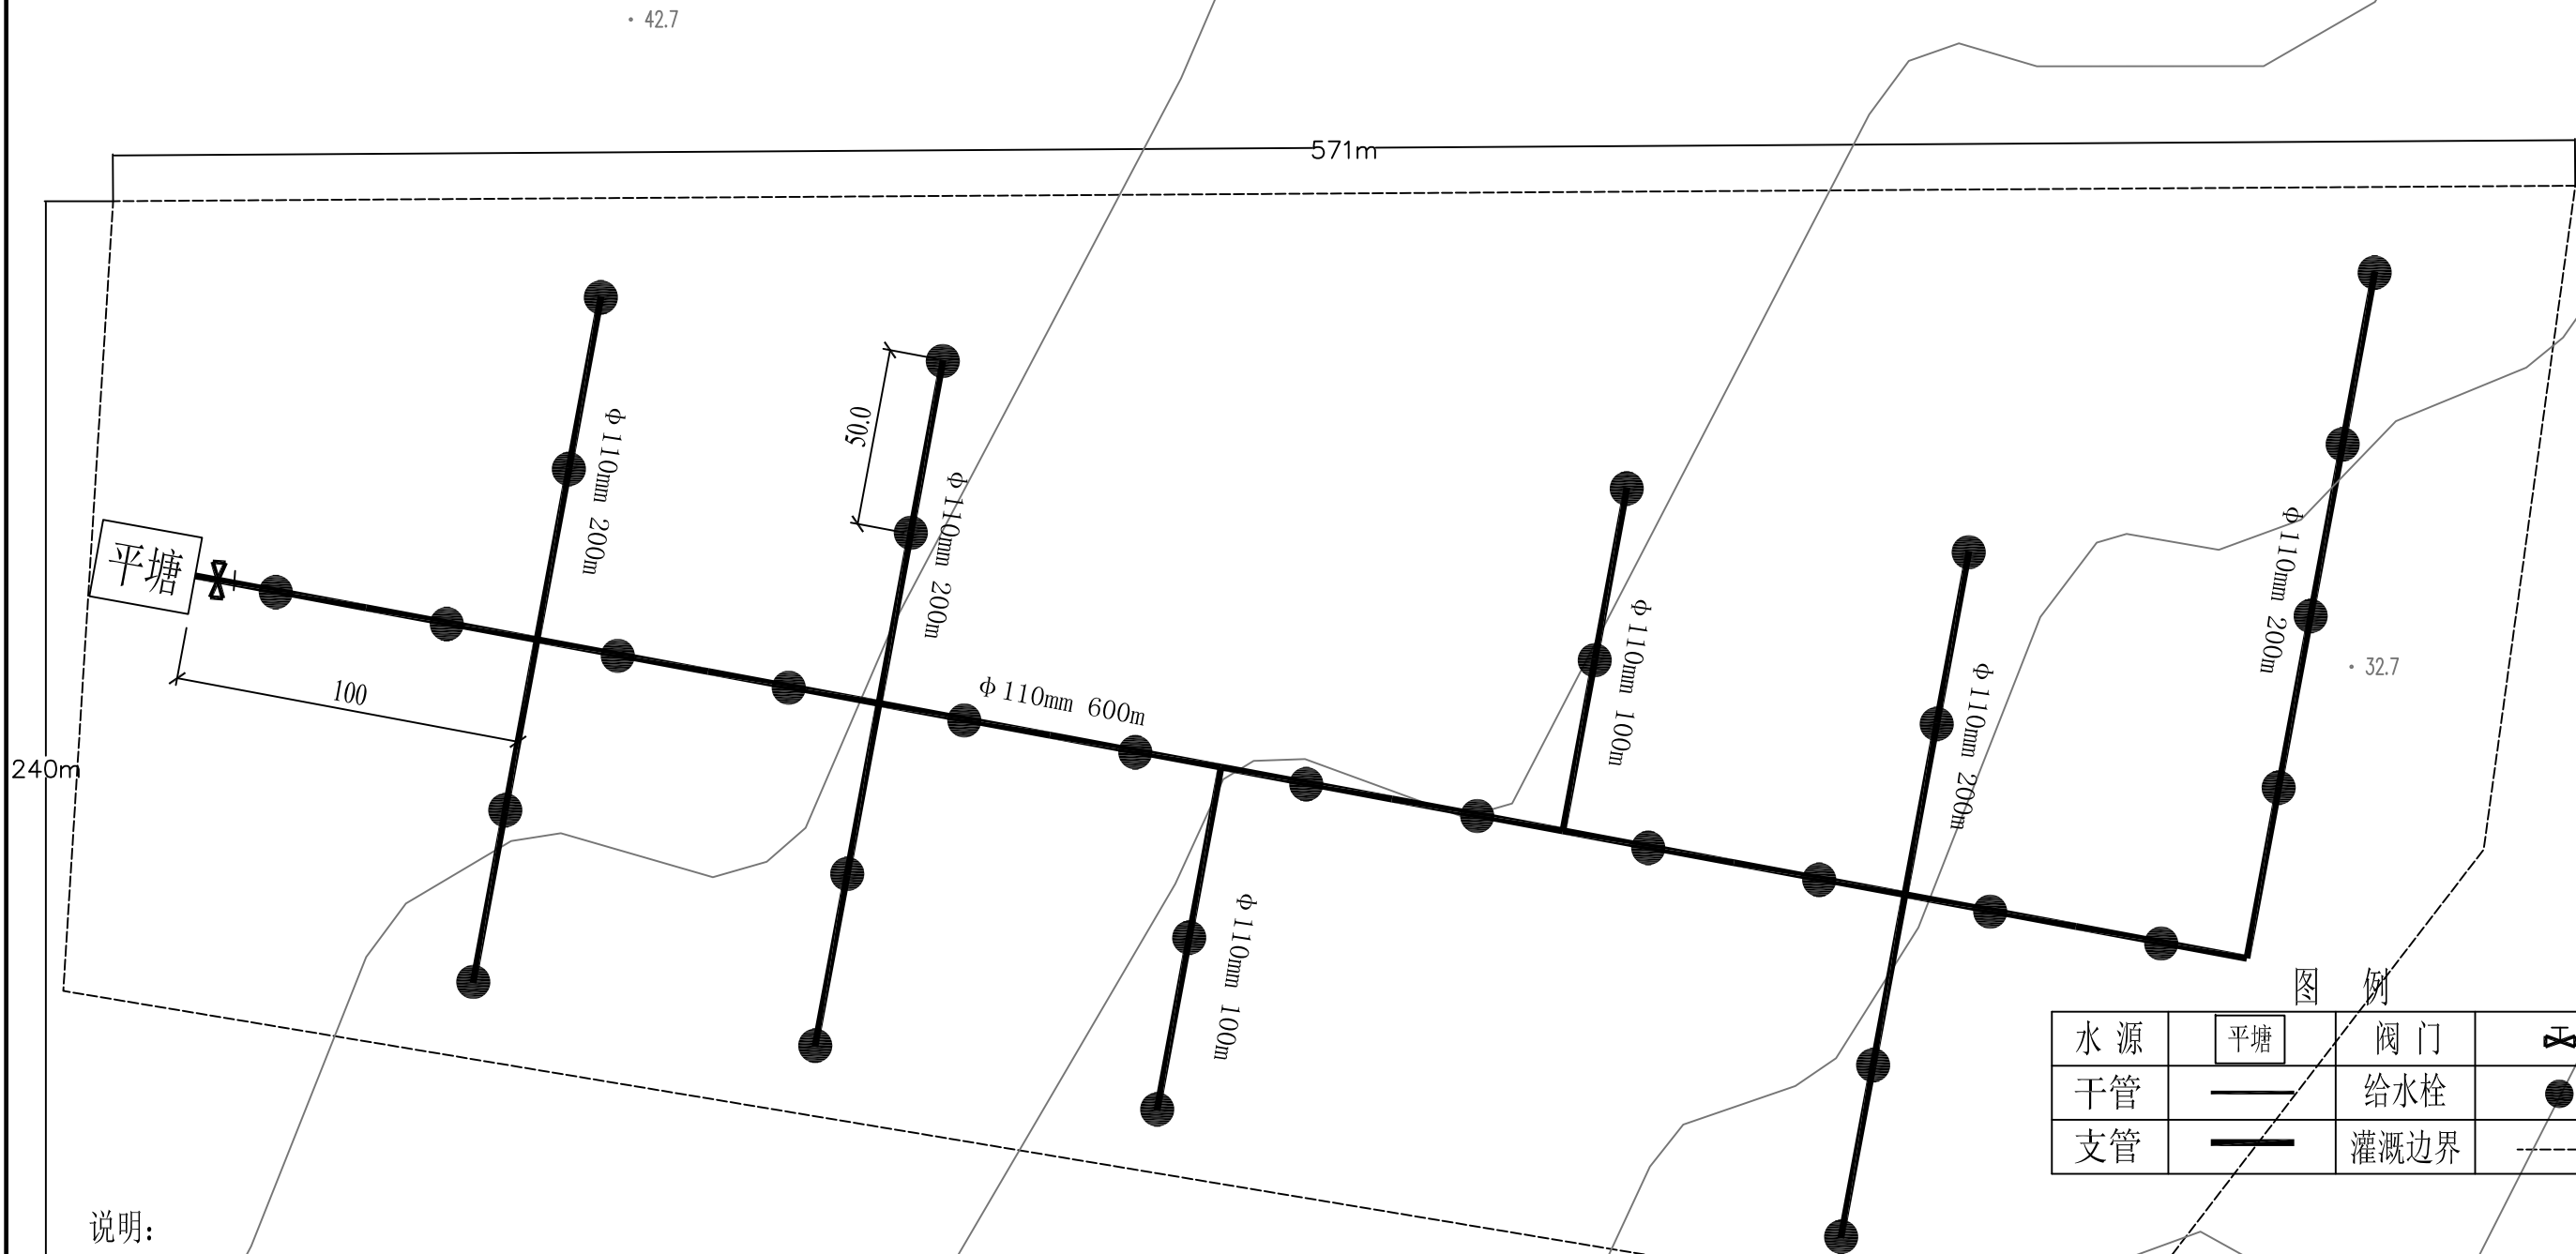 42.7
571m
φ110mm 200m
50.0
φ110mm 200m
平塘
100
φ110mm 600m
φ110mm 100m
φ110mm 200m
φ110mm 200m
32.7
240m
φ110mm 100m
图 例
水 源 平塘 阀 门
干管 给水栓
支管 灌溉边界
说明: